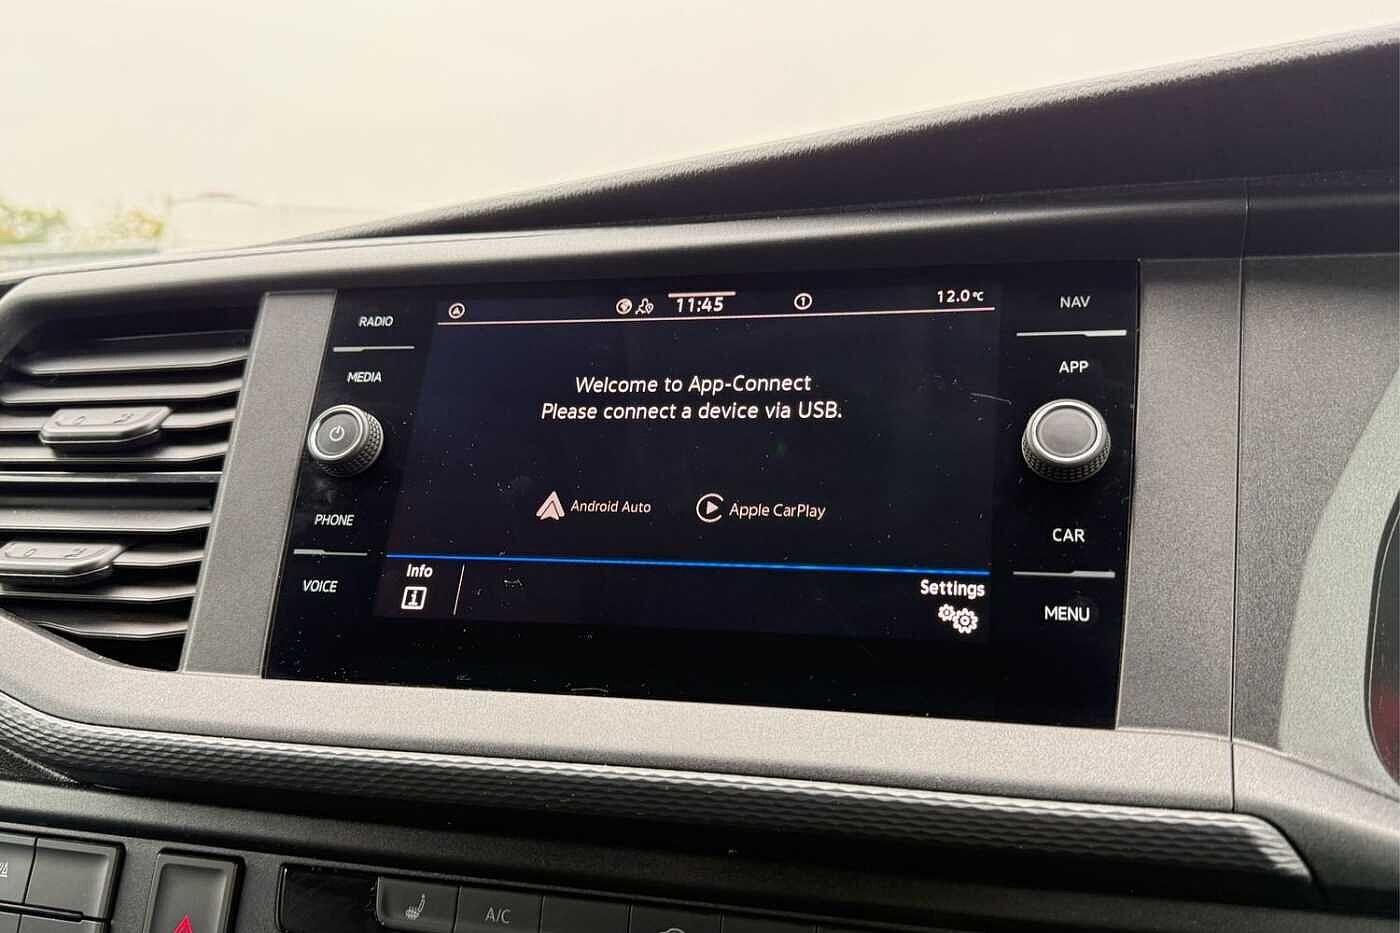 RADIO
MEDIA
PHONE
VOICE
11:45
1
12.0°C
Welcome to App-Connect
Please connect a device via USB.
Android Auto
Apple CarPlay
Info
Settings
NAV
APP
CAR
MENU
A/C